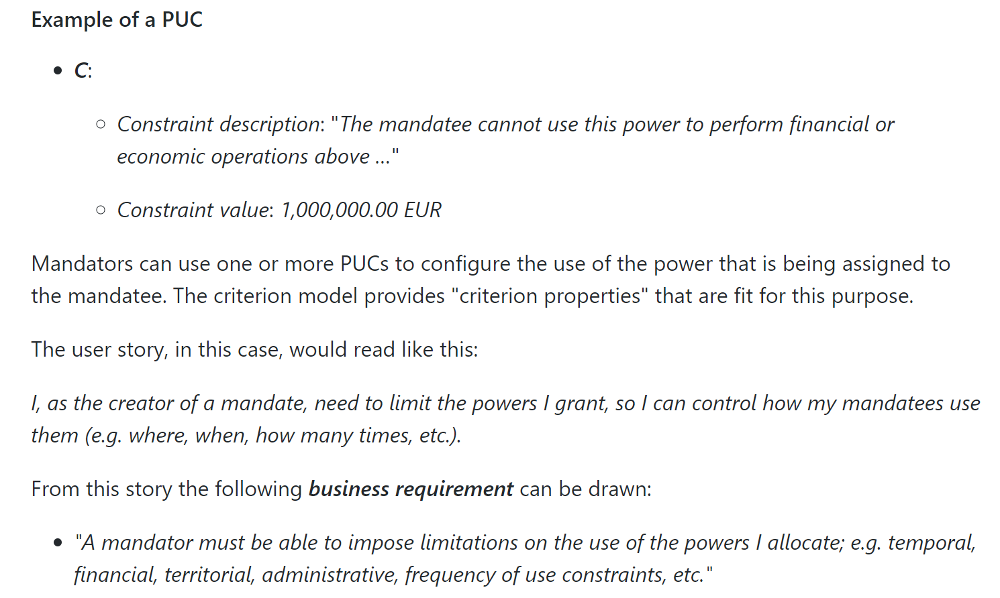 Example of a PUC
• C:
○ Constraint description: "The mandatee cannot use this power to perform financial or
economic operations above ..."
○ Constraint value: 1,000,000.00 EUR
Mandators can use one or more PUCs to configure the use of the power that is being assigned to
the mandatee. The criterion model provides "criterion properties" that are fit for this purpose.
The user story, in this case, would read like this:
I, as the creator of a mandate, need to limit the powers I grant, so I can control how my mandatees use
them (e.g. where, when, how many times, etc.).
From this story the following business requirement can be drawn:
• "A mandator must be able to impose limitations on the use of the powers I allocate; e.g. temporal,
financial, territorial, administrative, frequency of use constraints, etc."